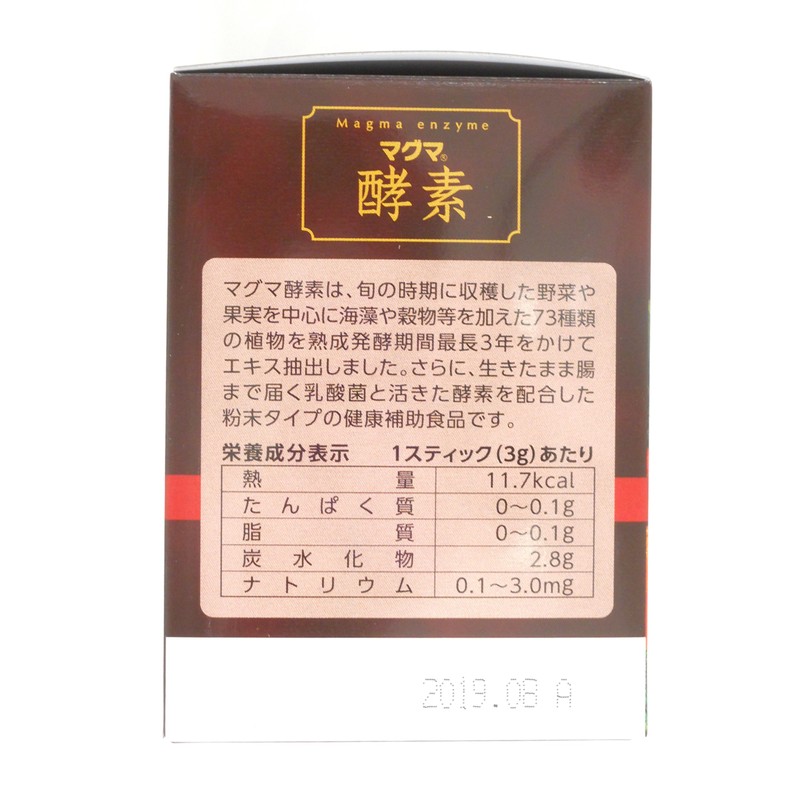 Magma enzyme
マグマ®
酵素
マグマ酵素は、旬の時期に収穫した野菜や
果実を中心に海藻や穀物等を加えた73種類
の植物を熟成発酵期間最長3年をかけて
エキス抽出しました。さらに、生きたまま腸
まで届く乳酸菌と活きた酵素を配合した
粉末タイプの健康補助食品です。
栄養成分表示 1スティック(3g)あたり
熱量 11.7kcal
たんぱく質 0〜0.1g
脂質 0〜0.1g
炭水化物 2.8g
ナトリウム 0.1〜3.0mg
2019.08 A